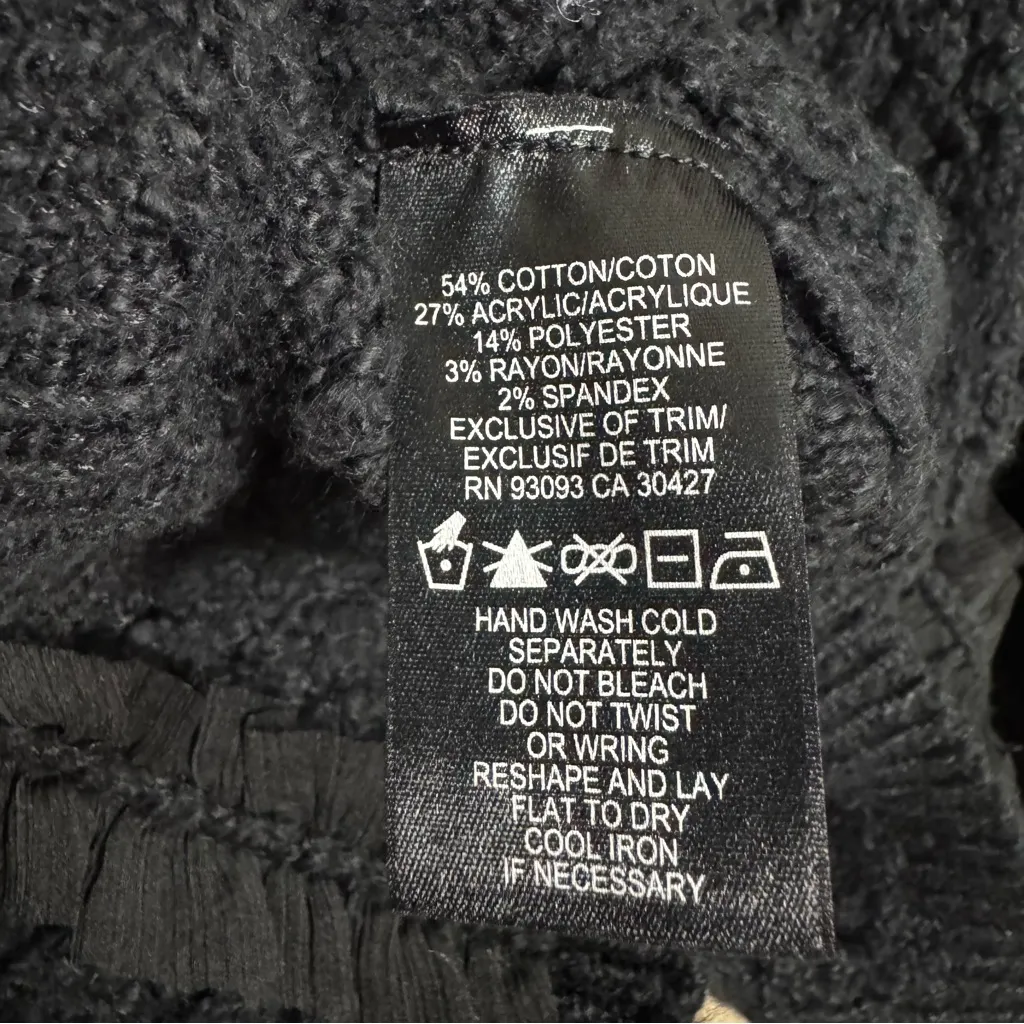 54% COTTON/COTON
27% ACRYLIC/ACRYLIQUE
14% POLYESTER
3% RAYON/RAYONNE
2% SPANDEX
EXCLUSIVE OF TRIM/
EXCLUSIF DE TRIM
RN 93093 CA 30427
HAND WASH COLD
SEPARATELY
DO NOT BLEACH
DO NOT TWIST
OR WRING
RESHAPE AND LAY
FLAT TO DRY
COOL IRON
IF NECESSARY